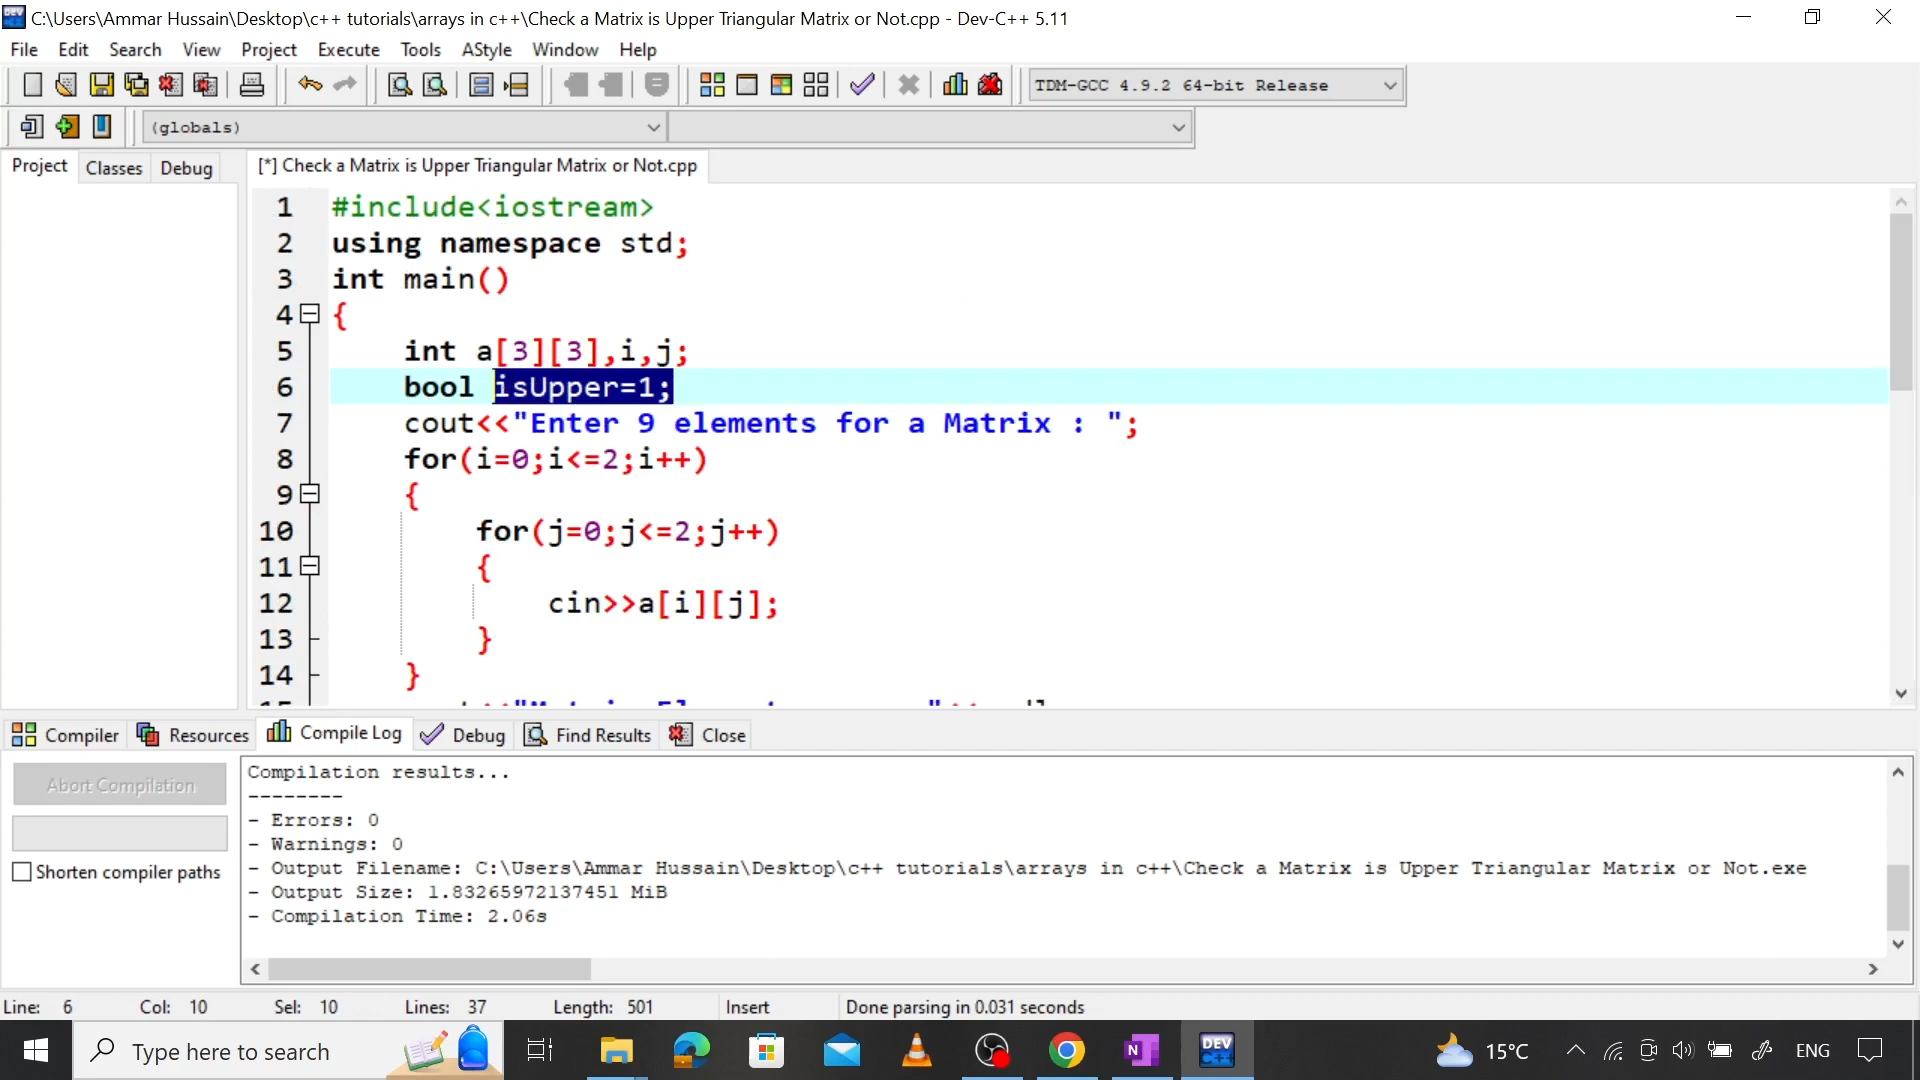 C:\Users\Ammar Hussain\Desktop\c++ tutorials\arrays in c++\Check a Matrix is Upper Triangular Matrix or Not.cpp - Dev-C++ 5.11
File Edit Search View Project Execute Tools AStyle Window Help
TDM-GCC 4.9.2 64-bit Release
(globals)
Project Classes Debug
[*] Check a Matrix is Upper Triangular Matrix or Not.cpp
1 #include<iostream>
2 using namespace std;
3 int main()
4 {
5 int a[3][3],i,j;
6 bool isUpper=1;
7 cout<<"Enter 9 elements for a Matrix : ";
8 for(i=0;i<=2;i++)
9 {
10 for(j=0;j<=2;j++)
11 {
12 cin>>a[i][j];
13 }
14 }
Compiler Resources Compile Log Debug Find Results Close
Abort Compilation
Shorten compiler paths
Compilation results...
--------
- Errors: 0
- Warnings: 0
- Output Filename: C:\Users\Ammar Hussain\Desktop\c++ tutorials\arrays in c++\Check a Matrix is Upper Triangular Matrix or Not.exe
- Output Size: 1.83265972137451 MiB
- Compilation Time: 2.06s
Line: 6 Col: 10 Sel: 10 Lines: 37 Length: 501 Insert Done parsing in 0.031 seconds
Type here to search
N
DEV C++
15°C
ENG